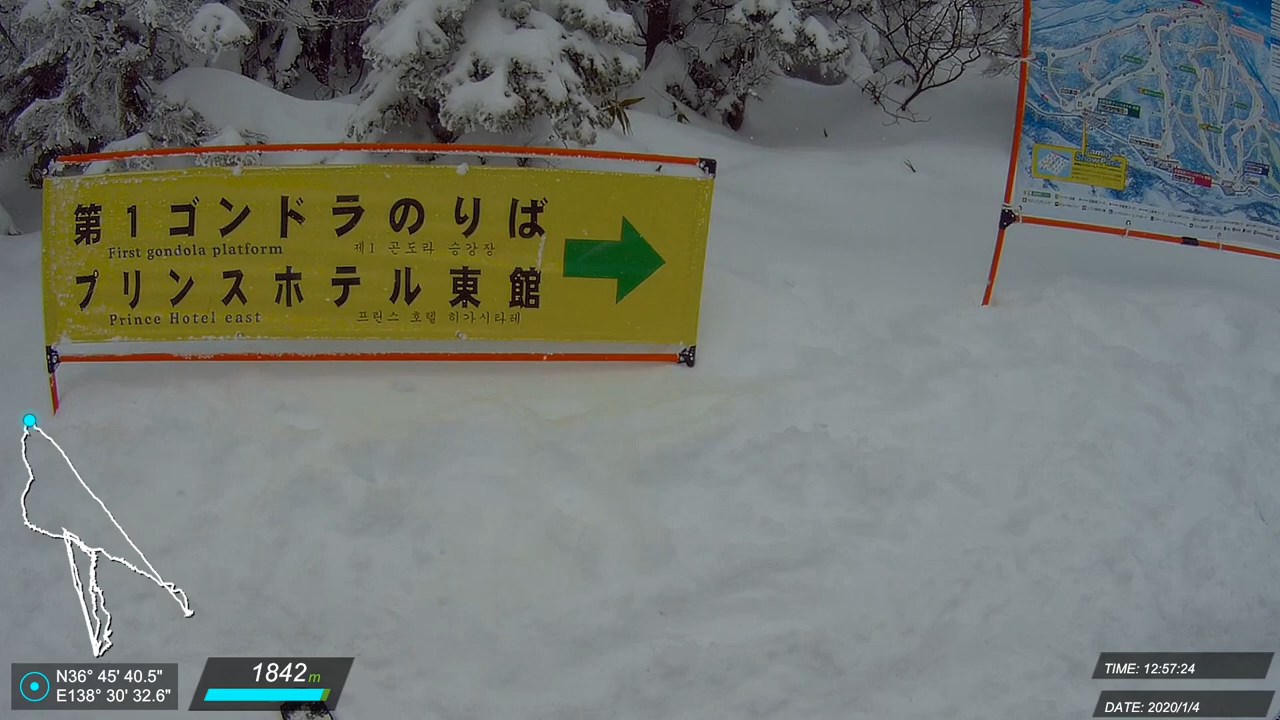 第1ゴンドラのりば
First gondola platform 제1 곤도라 승강장
プリンスホテル東館
Prince Hotel east 프린스 호텔 히가시타레
N36° 45' 40.5"
E138° 30' 32.6"
1842m
TIME: 12:57:24
DATE: 2020/1/4